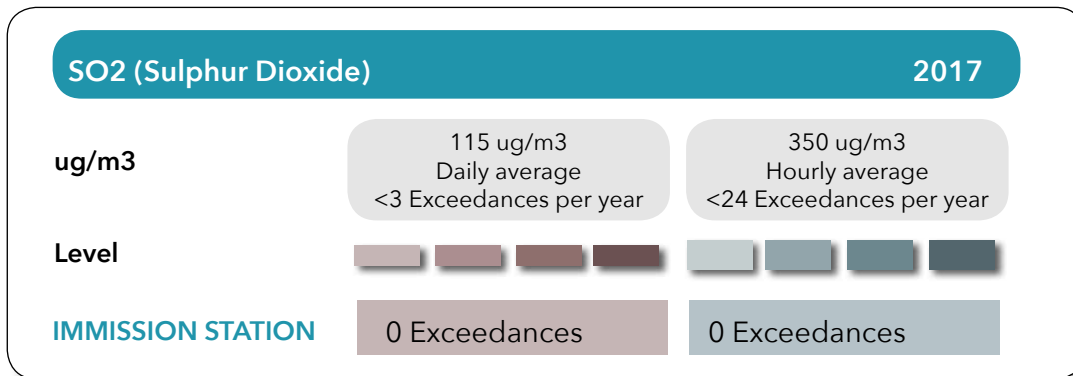 SO2 (Sulphur Dioxide) 2017
ug/m3
115 ug/m3
Daily average
<3 Exceedances per year
350 ug/m3
Hourly average
<24 Exceedances per year
Level
IMMISSION STATION
0 Exceedances
0 Exceedances